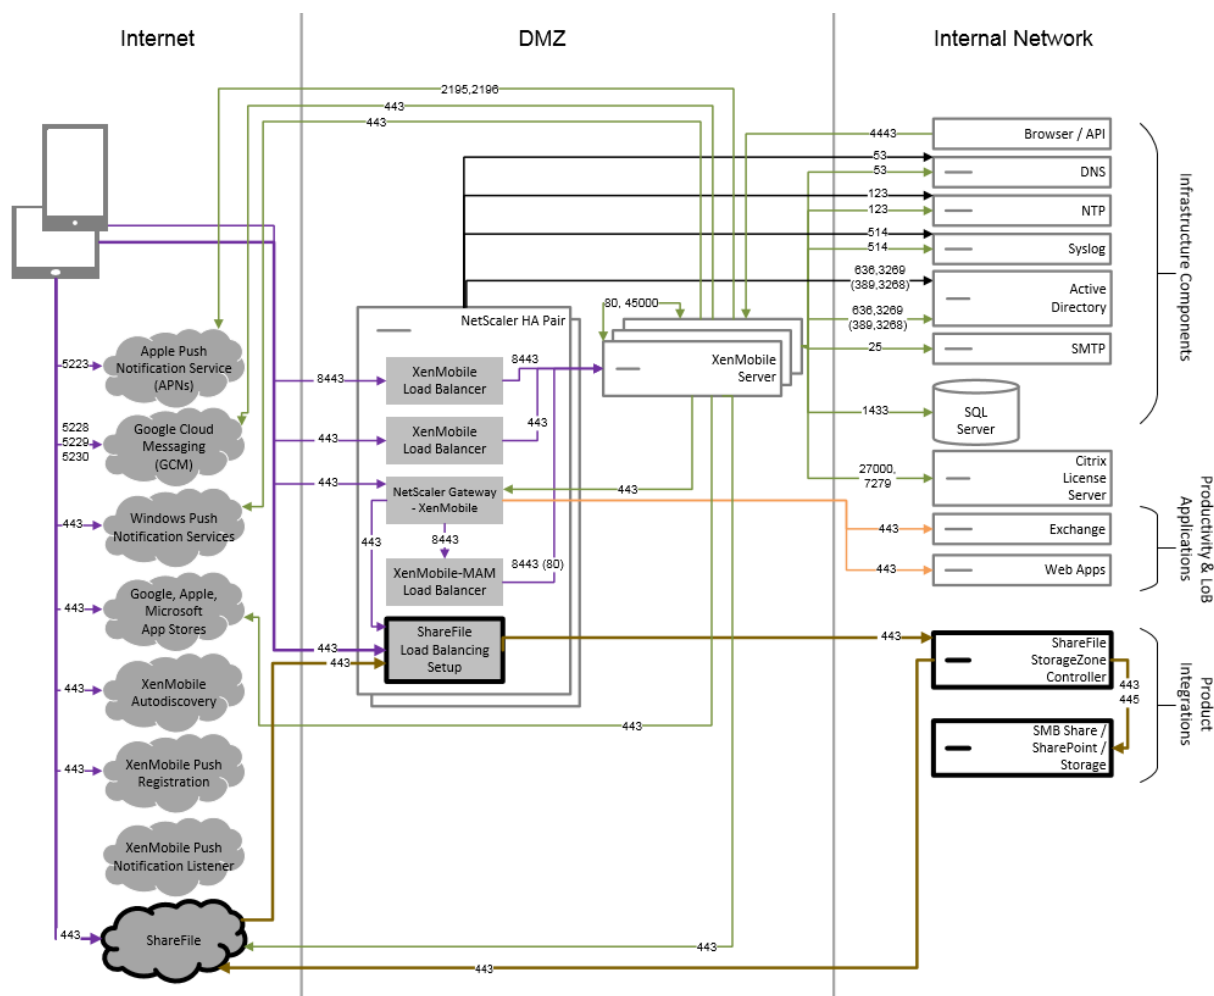 Internet
DMZ
Internal Network
2195,2196
443
443
4443
Browser / API
53
53
DNS
123
123
NTP
514
514
Syslog
636,3269
(389,3268)
636,3269
(389,3268)
Active
Directory
25
SMTP
1433
SQL
Server
27000,
7279
Citrix
License
Server
Infrastructure Components
80, 45000
NetScaler HA Pair
XenMobile
Server
5223
Apple Push
Notification Service
(APNs)
8443
XenMobile
Load Balancer
8443
5228
5229
5230
Google Cloud
Messaging
(GCM)
443
XenMobile
Load Balancer
443
443
NetScaler Gateway
- XenMobile
443
443
8443
443
Windows Push
Notification Services
XenMobile-MAM
Load Balancer
8443 (80)
443
Exchange
443
Web Apps
Productivity & LoB
Applications
443
Google, Apple,
Microsoft
App Stores
ShareFile
Load Balancing
Setup
443
443
443
ShareFile
StorageZone
Controller
443
445
SMB Share /
SharePoint /
Storage
Product
Integrations
443
XenMobile
Autodiscovery
443
443
XenMobile Push
Registration
XenMobile Push
Notification Listener
443
ShareFile
443
443